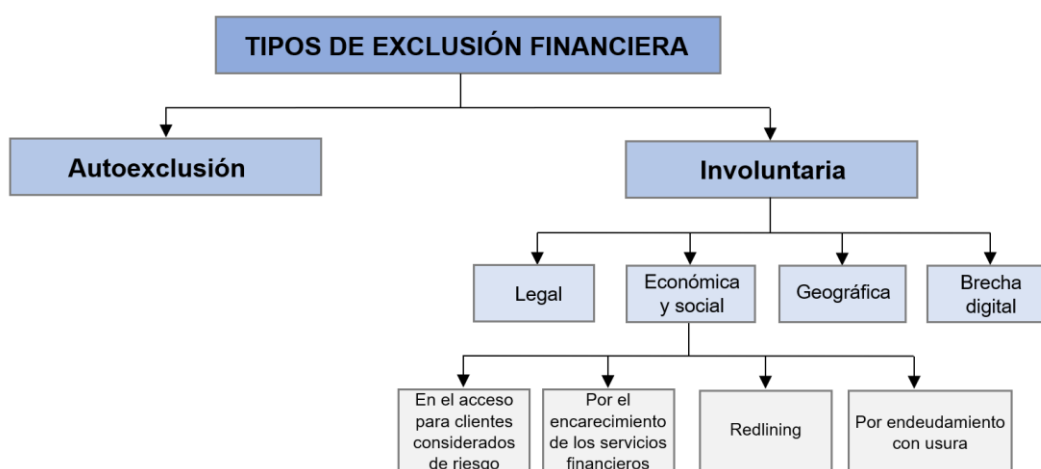 TIPOS DE EXCLUSIÓN FINANCIERA
Autoexclusión
Involuntaria
Legal
Económica
y social
Geográfica
Brecha
digital
En el acceso
para clientes
considerados
de riesgo
Por el
encarecimiento
de los servicios
financieros
Redlining
Por endeudamiento
con usura